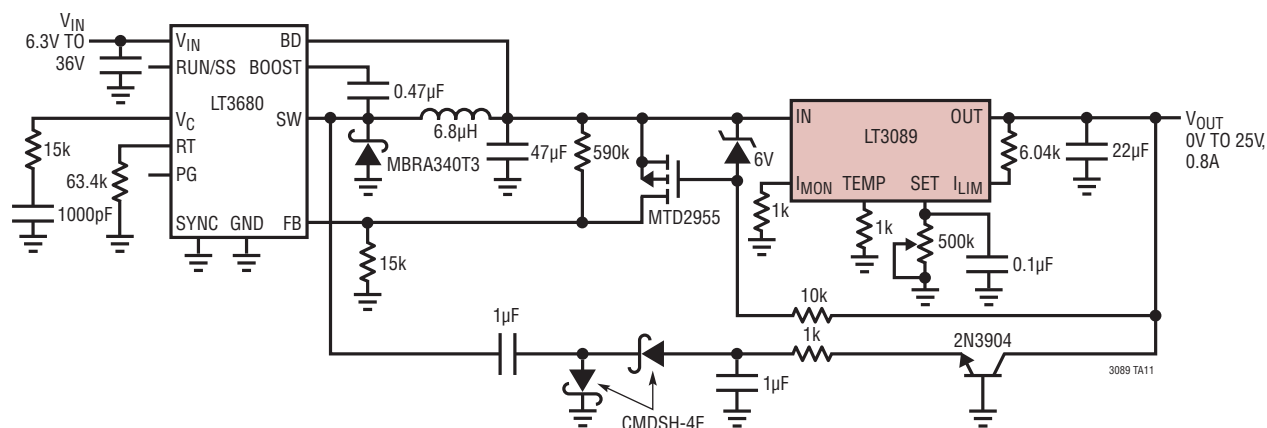 VIN
6.3V TO
36V
VIN
BD
RUN/SS
BOOST
LT3680
VC
SW
RT
PG
SYNC
GND
FB
15k
63.4k
1000pF
0.47µF
6.8µH
MBRA340T3
47µF
590k
15k
MTD2955
6V
IN
OUT
LT3089
IMON
TEMP
SET
ILIM
1k
1k
500k
0.1µF
6.04k
22µF
VOUT
0V TO 25V,
0.8A
10k
1k
1µF
1µF
2N3904
3089 TA11
CMDSH-4E